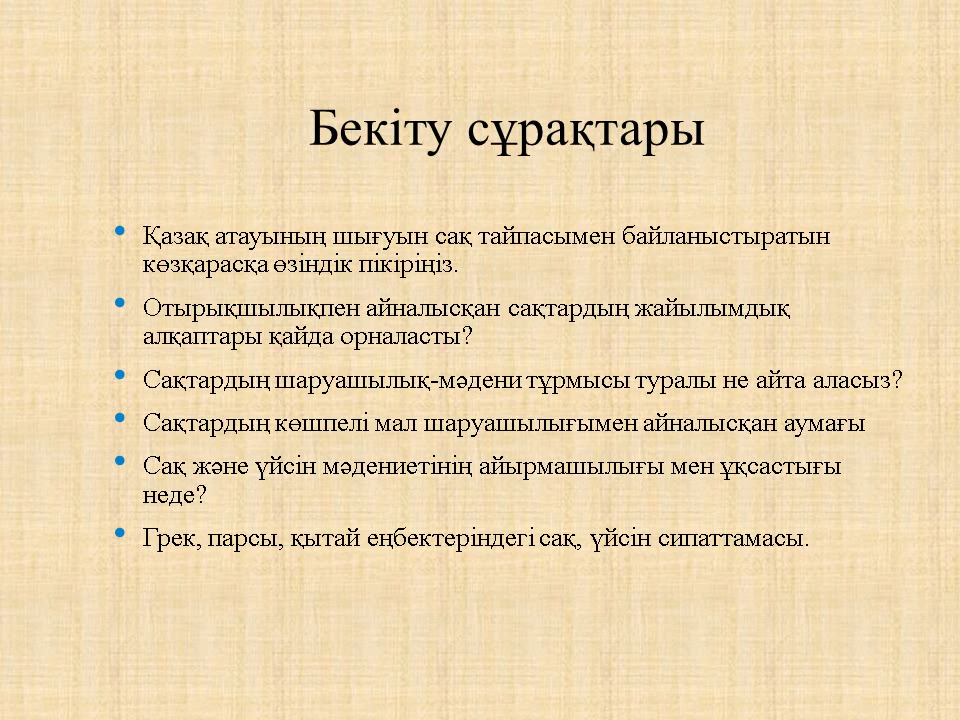 Бекіту сұрақтары
• Қазақ атауының шығуын сақ тайпасымен байланыстыратын
көзқарасқа өзіндік пікіріңіз.
• Отырықшылықпен айналысқан сақтардың жайылымдық
алқаптары қайда орналасты?
• Сақтардың шаруашылық-мәдени тұрмысы туралы не айта аласыз?
• Сақтардың көшпелі мал шаруашылығымен айналысқан аумағы
• Сақ және үйсін мәдениетінің айырмашылығы мен ұқсастығы
неде?
• Грек, парсы, қытай еңбектеріндегі сақ, үйсін сипаттамасы.